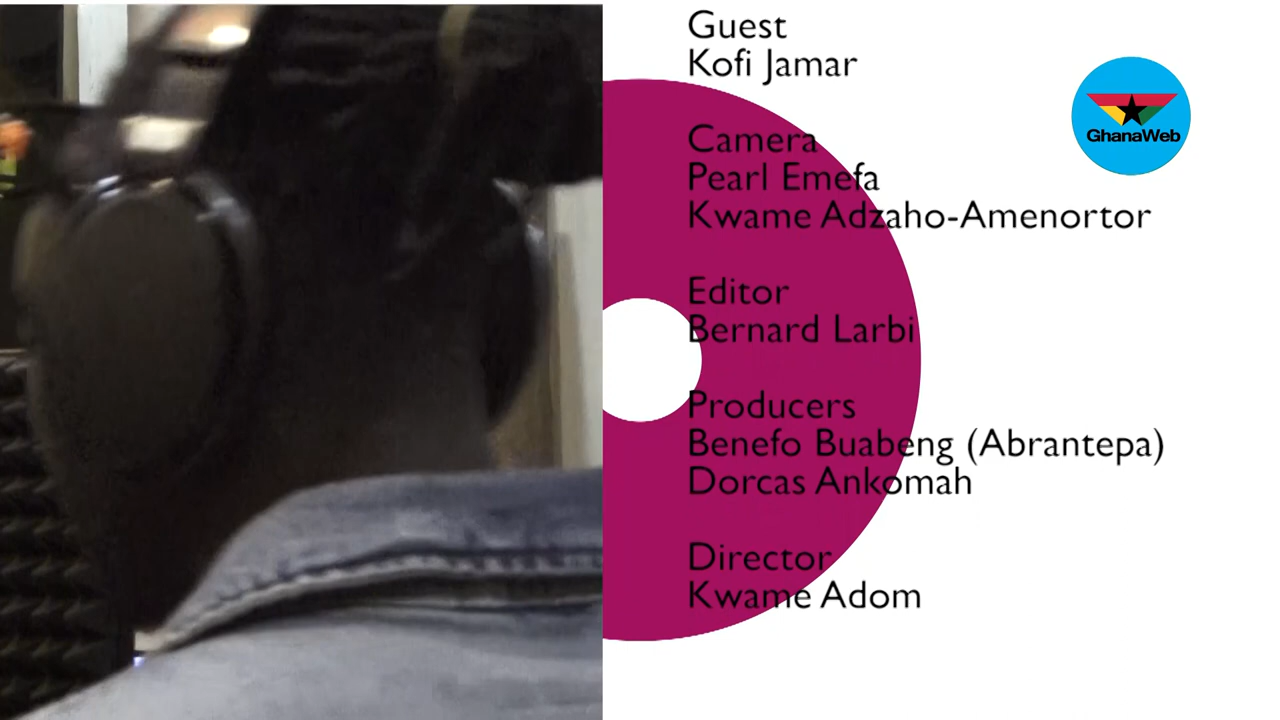 Guest
Kofi Jamar
Camera
Pearl Emefa
Kwame Adzaho-Amenortor
Editor
Bernard Larbi
Producers
Benefo Buabeng (Abrantepa)
Dorcas Ankomah
Director
Kwame Adom
GhanaWeb